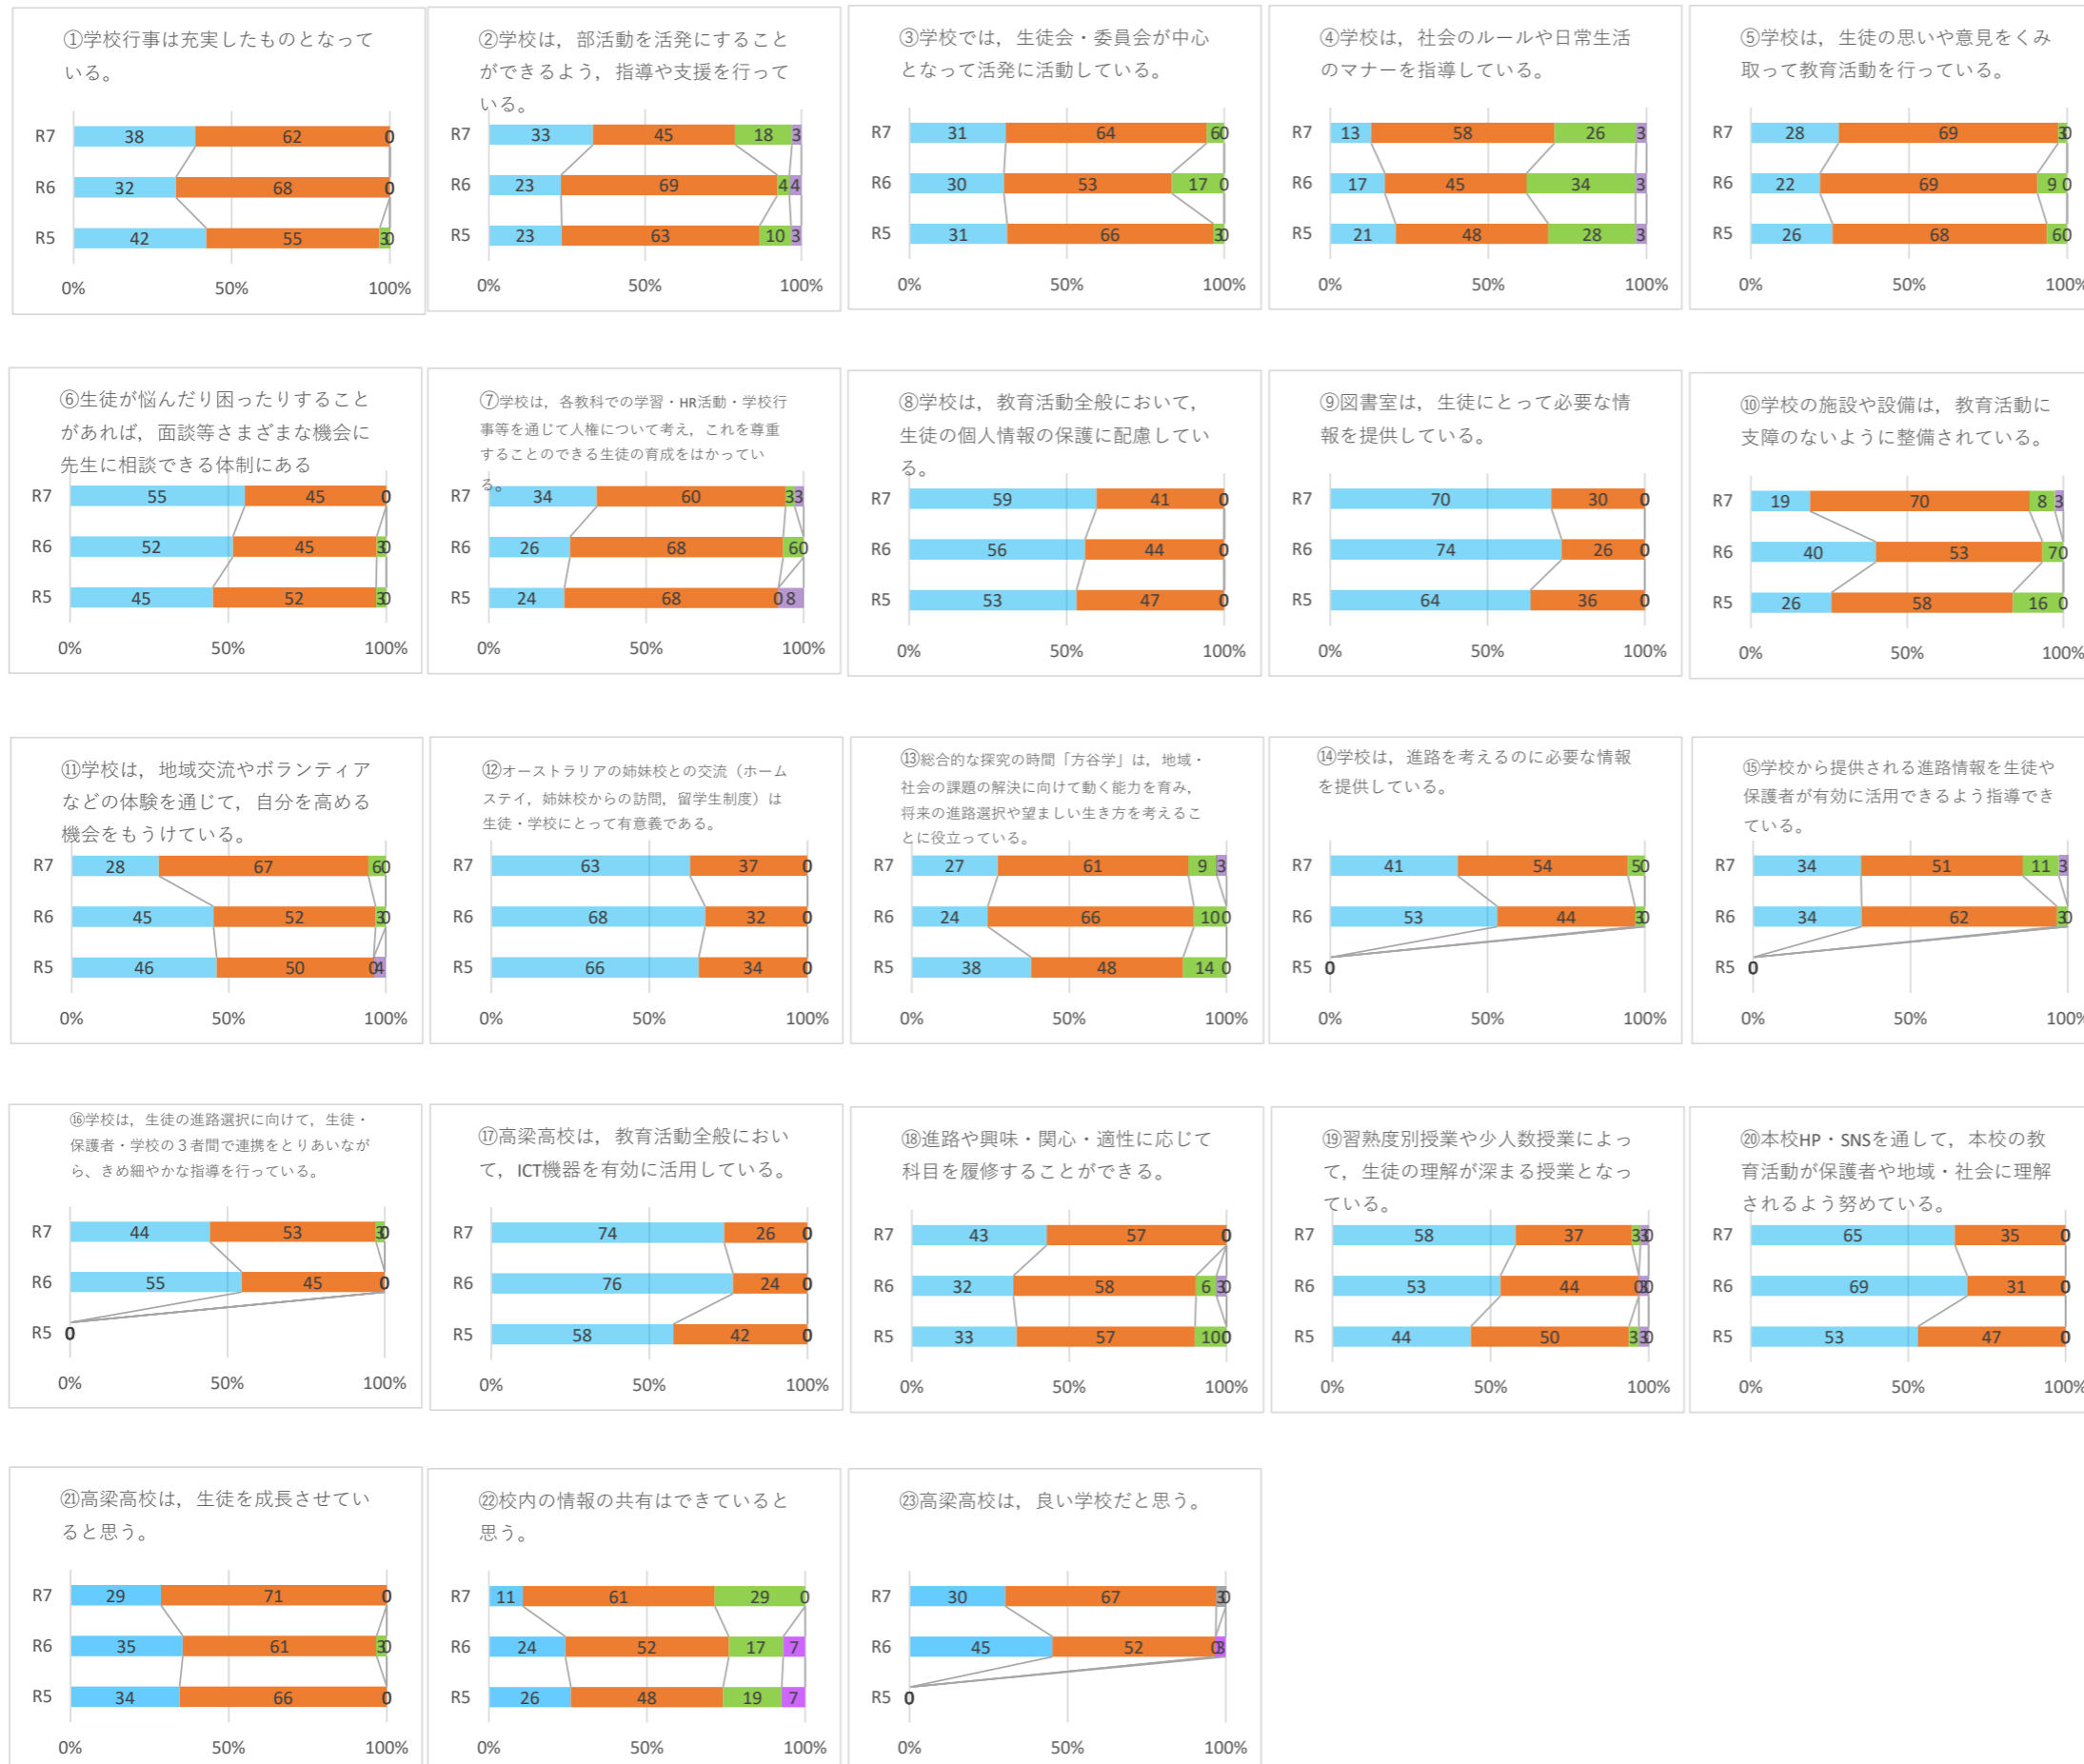 ①学校行事は充実したものとなって
いる。
R7 38 62 0
R6 32 68 0
R5 42 55 3 0
0% 50% 100%
②学校は，部活動を活発にすること
ができるよう，指導や支援を行って
いる。
R7 33 45 18 3
R6 23 69 4 4
R5 23 63 10 3
0% 50% 100%
③学校では，生徒会・委員会が中心
となって活発に活動している。
R7 31 64 6 0
R6 30 53 17 0
R5 31 66 3 0
0% 50% 100%
④学校は，社会のルールや日常生活
のマナーを指導している。
R7 13 58 26 3
R6 17 45 34 3
R5 21 48 28 3
0% 50% 100%
⑤学校は，生徒の思いや意見をくみ
取って教育活動を行っている。
R7 28 69 3 0
R6 22 69 9 0
R5 26 68 6 0
0% 50% 100%
⑥生徒が悩んだり困ったりすること
があれば，面談等さまざまな機会に
先生に相談できる体制にある
R7 55 45 0
R6 52 45 3 0
R5 45 52 3 0
0% 50% 100%
⑦学校は，各教科での学習・HR活動・学校行
事等を通じて人権について考え，これを尊重
することのできる生徒の育成をはかってい
る。
R7 34 60 3 3
R6 26 68 6 0
R5 24 68 0 8
0% 50% 100%
⑧学校は，教育活動全般において，
生徒の個人情報の保護に配慮してい
る。
R7 59 41 0
R6 56 44 0
R5 53 47 0
0% 50% 100%
⑨図書室は，生徒にとって必要な情
報を提供している。
R7 70 30 0
R6 74 26 0
R5 64 36 0
0% 50% 100%
⑩学校の施設や設備は，教育活動に
支障のないように整備されている。
R7 19 70 8 3
R6 40 53 7 0
R5 26 58 16 0
0% 50% 100%
⑪学校は，地域交流やボランティア
などの体験を通じて，自分を高める
機会をもうけている。
R7 28 67 6 0
R6 45 52 3 0
R5 46 50 0 4
0% 50% 100%
⑫オーストラリアの姉妹校との交流（ホーム
ステイ，姉妹校からの訪問，留学生制度）は
生徒・学校にとって有意義である。
R7 63 37 0
R6 68 32 0
R5 66 34 0
0% 50% 100%
⑬総合的な探究の時間「方谷学」は，地域・
社会の課題の解決に向けて動く能力を育み，
将来の進路選択や望ましい生き方を考えるこ
とに役立っている。
R7 27 61 9 3
R6 24 66 10 0
R5 38 48 14 0
0% 50% 100%
⑭学校は，進路を考えるのに必要な情報
を提供している。
R7 41 54 5 0
R6 53 44 3 0
R5 0
0% 50% 100%
⑮学校から提供される進路情報を生徒や
保護者が有効に活用できるよう指導でき
ている。
R7 34 51 11 3
R6 34 62 3 0
R5 0
0% 50% 100%
⑯学校は，生徒の進路選択に向けて，生徒・
保護者・学校の３者間で連携をとりあいなが
ら、きめ細やかな指導を行っている。
R7 44 53 3 0
R6 55 45 0
R5 0
0% 50% 100%
⑰高梁高校は，教育活動全般におい
て，ICT機器を有効に活用している。
R7 74 26 0
R6 76 24 0
R5 58 42 0
0% 50% 100%
⑱進路や興味・関心・適性に応じて
科目を履修することができる。
R7 43 57 0
R6 32 58 6 3 0
R5 33 57 10 0
0% 50% 100%
⑲習熟度別授業や少人数授業によっ
て，生徒の理解が深まる授業となっ
ている。
R7 58 37 3 3 0
R6 53 44 0 3 0
R5 44 50 3 3 0
0% 50% 100%
⑳本校HP・SNSを通して，本校の教
育活動が保護者や地域・社会に理解
されるよう努めている。
R7 65 35 0
R6 69 31 0
R5 53 47 0
0% 50% 100%
㉑高梁高校は，生徒を成長させてい
ると思う。
R7 29 71 0
R6 35 61 3 0
R5 34 66 0
0% 50% 100%
㉒校内の情報の共有はできていると
思う。
R7 11 61 29 0
R6 24 52 17 7
R5 26 48 19 7
0% 50% 100%
㉓高梁高校は，良い学校だと思う。
R7 30 67 3 0
R6 45 52 0 3
R5 0
0% 50% 100%